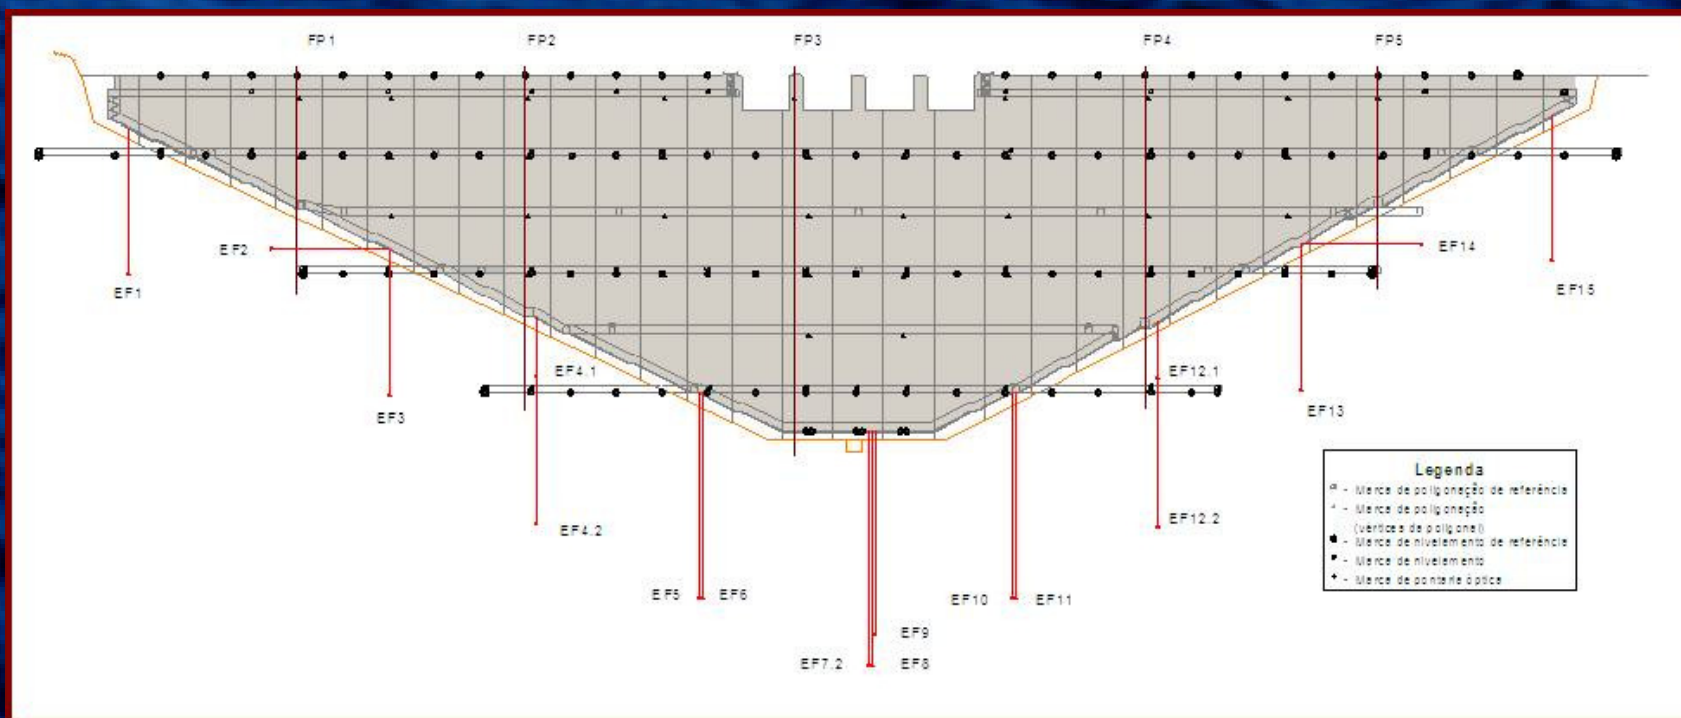 FP1
FP2
FP3
FP4
FP5
EF1
EF2
EF3
EF4.1
EF4.2
EF5
EF6
EF7.2
EF8
EF9
EF10
EF11
EF12.1
EF12.2
EF13
EF14
EF15
Legenda
- Marca de poligonação de referência
- Marca de poligonação
(vértices da poligonal)
- Marca de nivelamento de referência
- Marca de nivelamento
- Marca de pontaria óptica